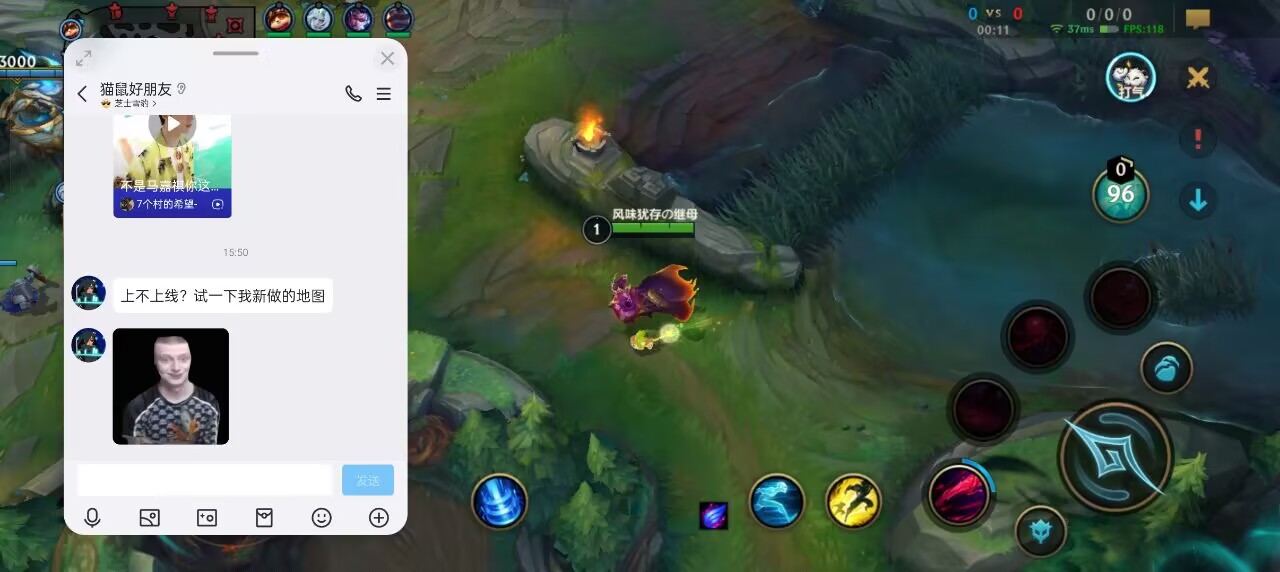 3000
猫鼠好朋友
芝士雪豹 >
不是马嘉祺你这...
7个村的希望-
15:50
上不上线？试一下我新做的地图
发送
0 VS 0
00:11
0/0/0
37ms
FPS:118
打气
0
96
1
风味犹存の继母